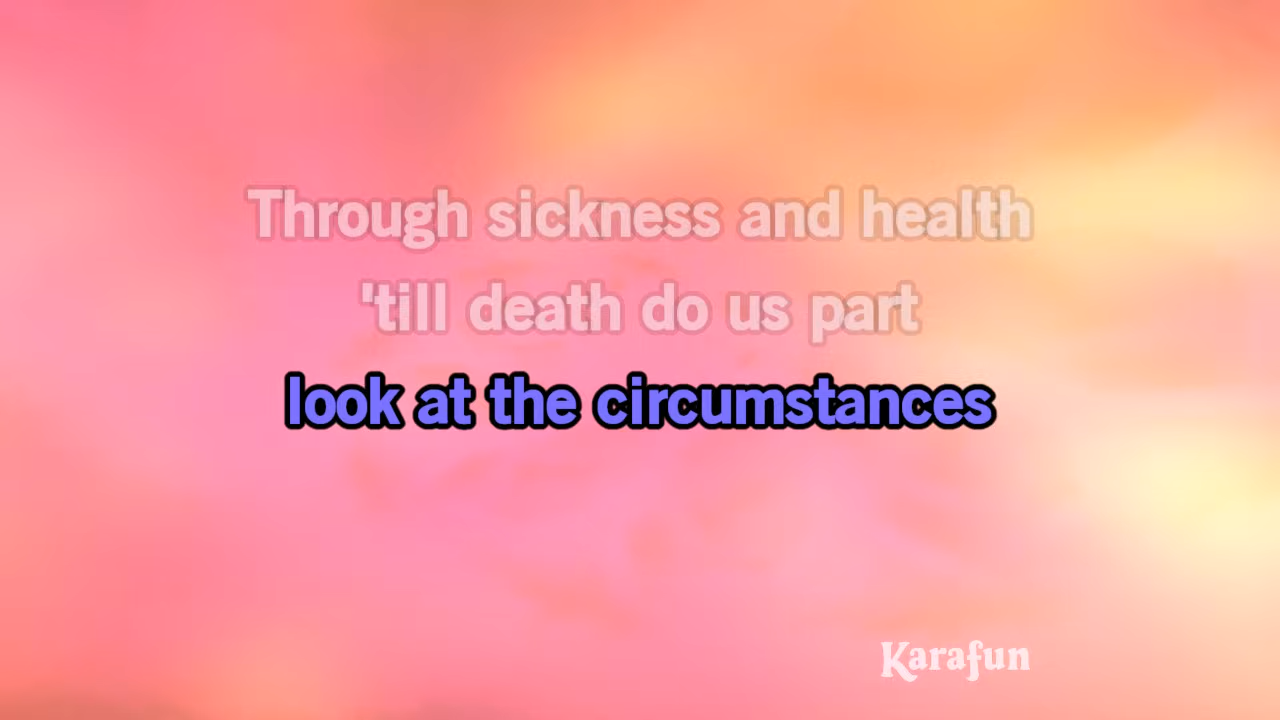 Through sickness and health
'till death do us part
look at the circumstances
Karafun